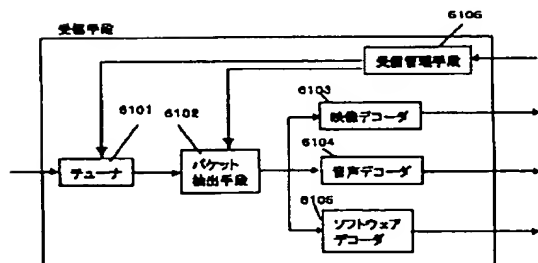 受信手段
6106
受信管理手段
6103
映像デコーダ
6101
6102
6104
チューナ
パケット
抽出手段
音声デコーダ
6105
ソフトウェア
デコーダ